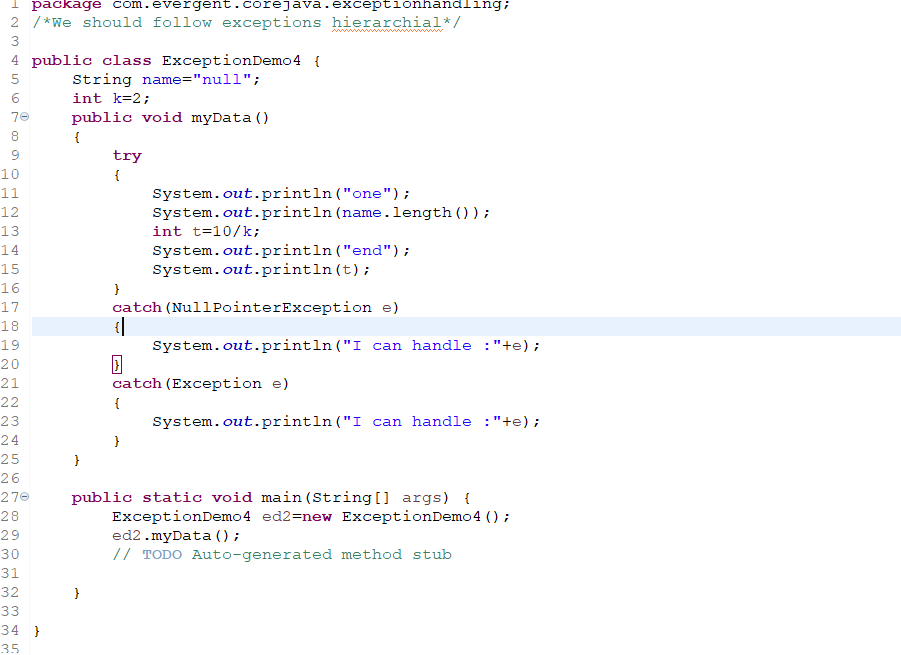 1 package com.evergent.corejava.exceptionhandling;
2 /*We should follow exceptions hierarchial*/
3
4 public class ExceptionDemo4 {
5     String name="null";
6     int k=2;
7     public void myData()
8     {
9         try
10         {
11             System.out.println("one");
12             System.out.println(name.length());
13             int t=10/k;
14             System.out.println("end");
15             System.out.println(t);
16         }
17         catch(NullPointerException e)
18         {
19             System.out.println("I can handle :"+e);
20         }
21         catch(Exception e)
22         {
23             System.out.println("I can handle :"+e);
24         }
25     }
26
27     public static void main(String[] args) {
28         ExceptionDemo4 ed2=new ExceptionDemo4();
29         ed2.myData();
30         // TODO Auto-generated method stub
31
32     }
33
34 }
35